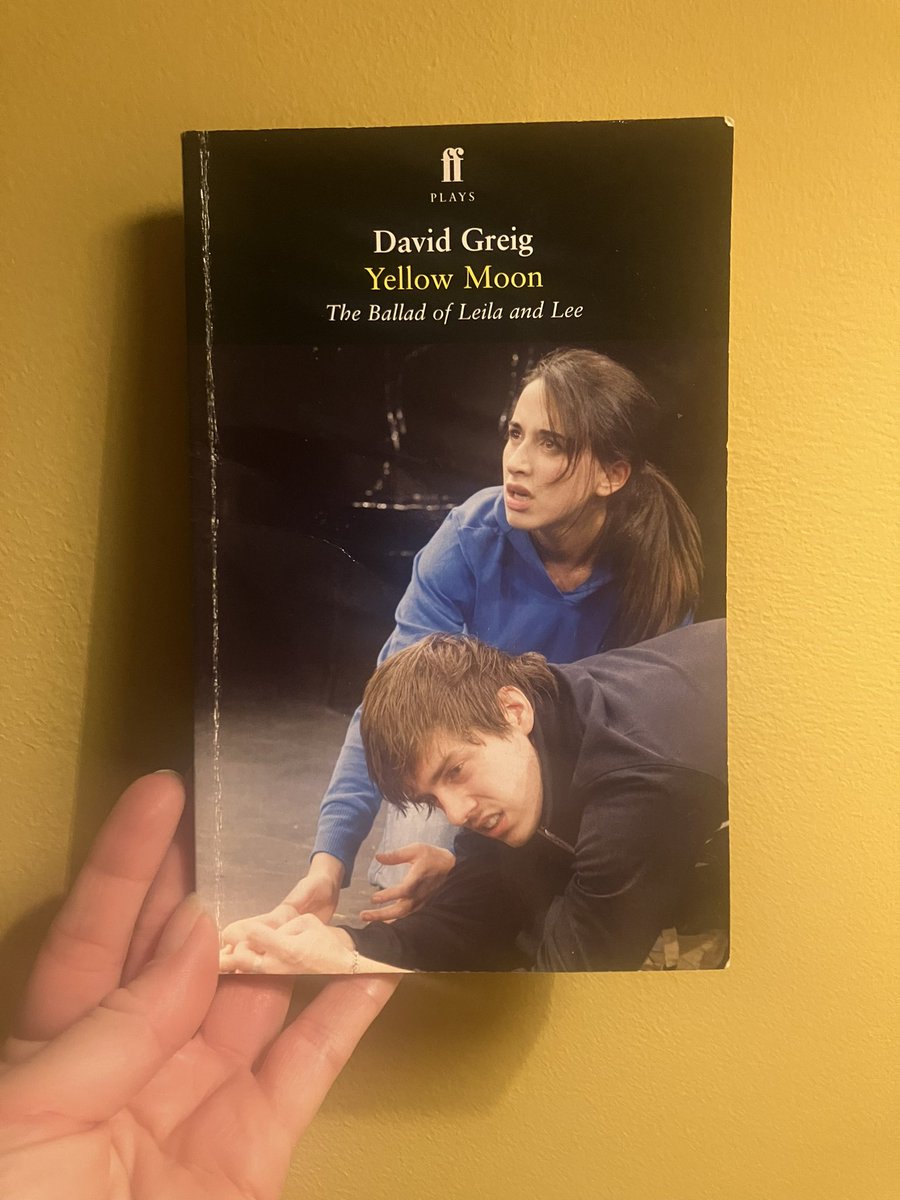 ff
PLAYS
David Greig
Yellow Moon
The Ballad of Leila and Lee